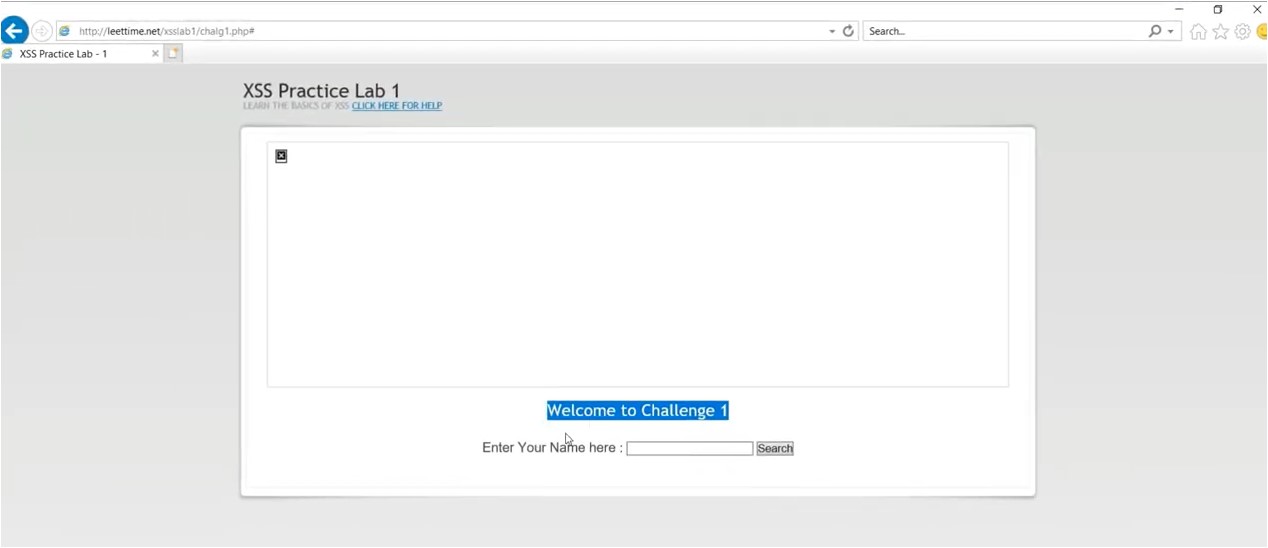 http://leettime.net/xsslab1/chalg1.php#
Search...
XSS Practice Lab - 1
XSS Practice Lab 1
LEARN THE BASICS OF XSS CLICK HERE FOR HELP
Welcome to Challenge 1
Enter Your Name here :
Search